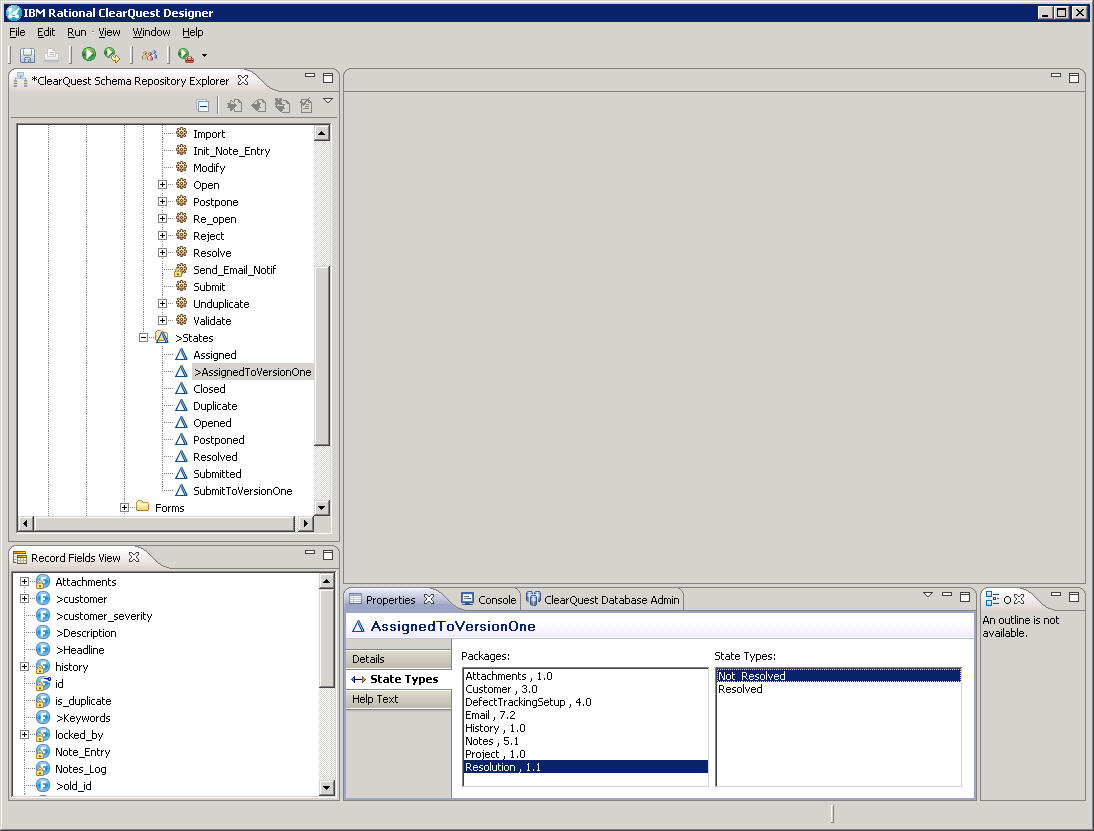 IBM Rational ClearQuest Designer
File Edit Run View Window Help
*ClearQuest Schema Repository Explorer
Import
Init_Note_Entry
Modify
Open
Postpone
Re_open
Reject
Resolve
Send_Email_Notif
Submit
Unduplicate
Validate
>States
Assigned
>AssignedToVersionOne
Closed
Duplicate
Opened
Postponed
Resolved
Submitted
SubmitToVersionOne
Forms
Record Fields View
Attachments
>customer
>customer_severity
>Description
>Headline
history
id
is_duplicate
>Keywords
locked_by
Note_Entry
Notes_Log
>old_id
Properties Console ClearQuest Database Admin
AssignedToVersionOne
Details
State Types
Help Text
Packages:
Attachments , 1.0
Customer , 3.0
DefectTrackingSetup , 4.0
Email , 7.2
History , 1.0
Notes , 5.1
Project , 1.0
Resolution , 1.1
State Types:
Not_Resolved
Resolved
O
An outline is not
available.